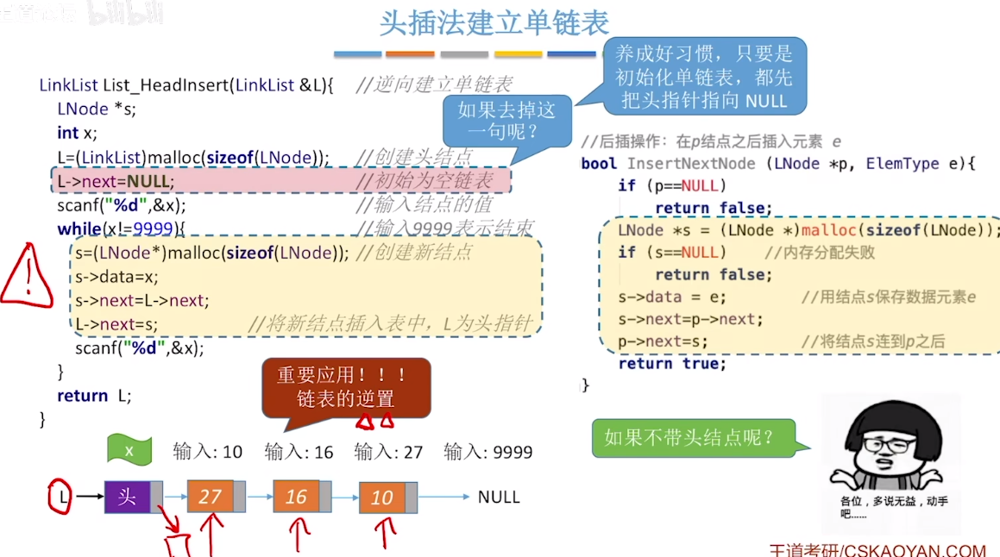 bilibili
头插法建立单链表
养成好习惯，只要是
初始化单链表，都先
把头指针指向 NULL
如果去掉这
一句呢？
LinkList List_HeadInsert(LinkList &L){ //逆向建立单链表
LNode *s;
int x;
L=(LinkList)malloc(sizeof(LNode)); //创建头结点
L->next=NULL; //初始为空链表
scanf("%d",&x); //输入结点的值
while(x!=9999){ //输入9999表示结束
s=(LNode*)malloc(sizeof(LNode)); //创建新结点
s->data=x;
s->next=L->next;
L->next=s; //将新结点插入表中，L为头指针
scanf("%d",&x);
}
return L;
}
//后插操作：在p结点之后插入元素 e
bool InsertNextNode (LNode *p, ElemType e){
if (p==NULL)
return false;
LNode *s = (LNode *)malloc(sizeof(LNode));
if (s==NULL) //内存分配失败
return false;
s->data = e; //用结点s保存数据元素e
s->next=p->next;
p->next=s; //将结点s连到p之后
return true;
}
重要应用！！！
链表的逆置
如果不带头结点呢？
x 输入: 10 输入: 16 输入: 27 输入: 9999
L 头 27 16 10 NULL
各位，多说无益，动手
吧......
王道考研/CSKAOYAN.COM